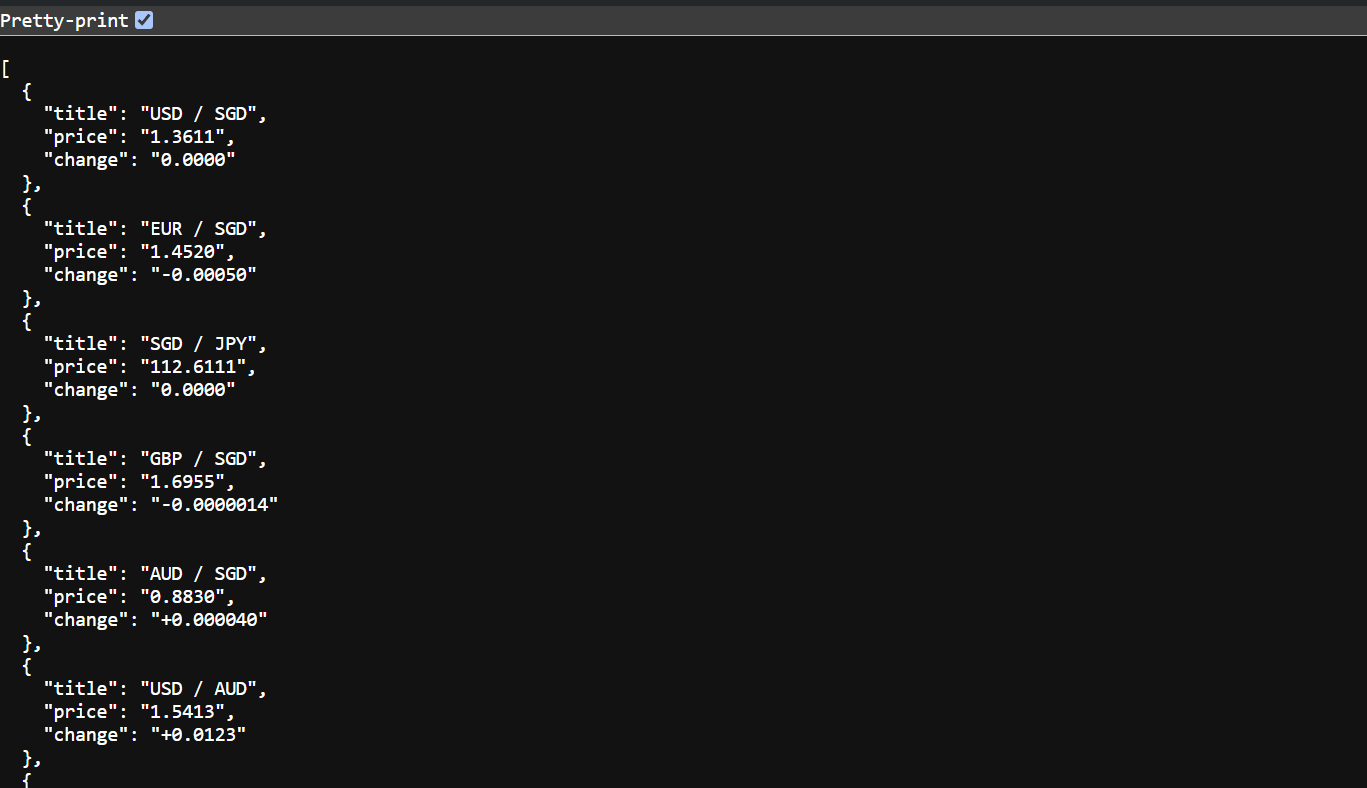 Pretty-print
[
  {
    "title": "USD / SGD",
    "price": "1.3611",
    "change": "0.0000"
  },
  {
    "title": "EUR / SGD",
    "price": "1.4520",
    "change": "-0.00050"
  },
  {
    "title": "SGD / JPY",
    "price": "112.6111",
    "change": "0.0000"
  },
  {
    "title": "GBP / SGD",
    "price": "1.6955",
    "change": "-0.0000014"
  },
  {
    "title": "AUD / SGD",
    "price": "0.8830",
    "change": "+0.000040"
  },
  {
    "title": "USD / AUD",
    "price": "1.5413",
    "change": "+0.0123"
  },
  {